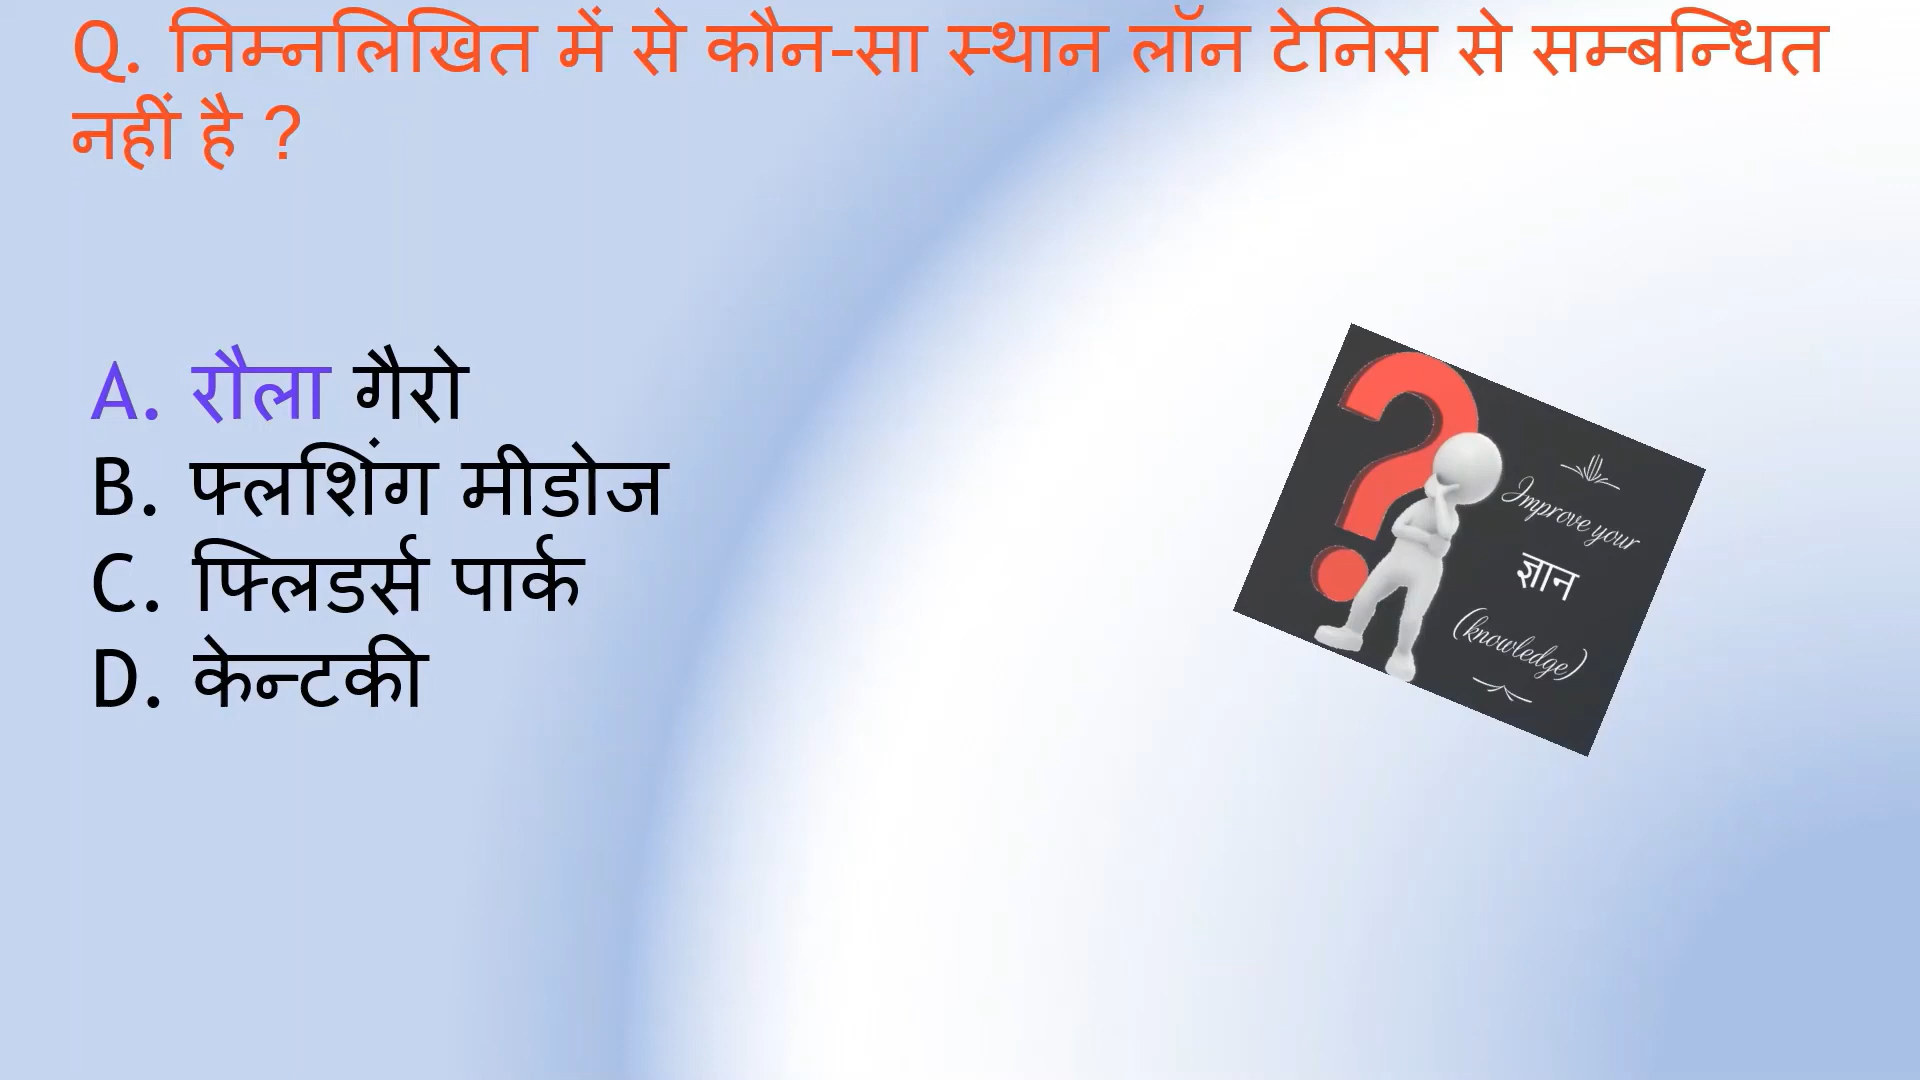 Q. निम्नलिखित में से कौन-सा स्थान लॉन टेनिस से सम्बन्धित
नहीं है ?
A. रौला गैरो
B. फ्लशिंग मीडोज
C. फ्लिंडर्स पार्क
D. केन्टकी
Improve your
ज्ञान
(knowledge)